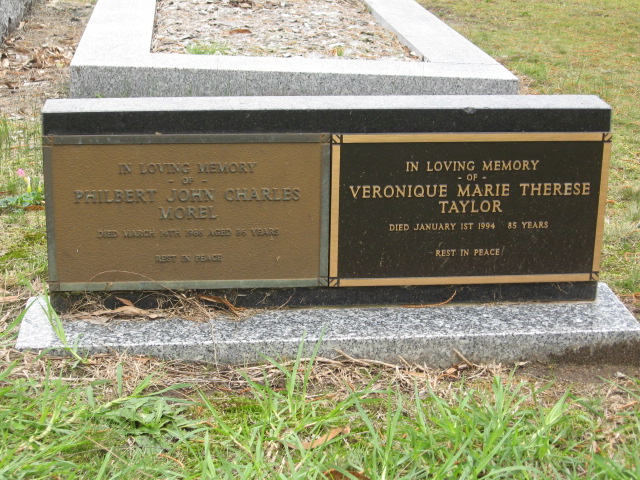 IN LOVING MEMORY
- OF -
PHILBERT JOHN CHARLES
MOREL
DIED MARCH 14TH 1968 AGED 86 YEARS
REST IN PEACE
IN LOVING MEMORY
- OF -
VERONIQUE MARIE THERESE
TAYLOR
DIED JANUARY 1ST 1994 85 YEARS
REST IN PEACE